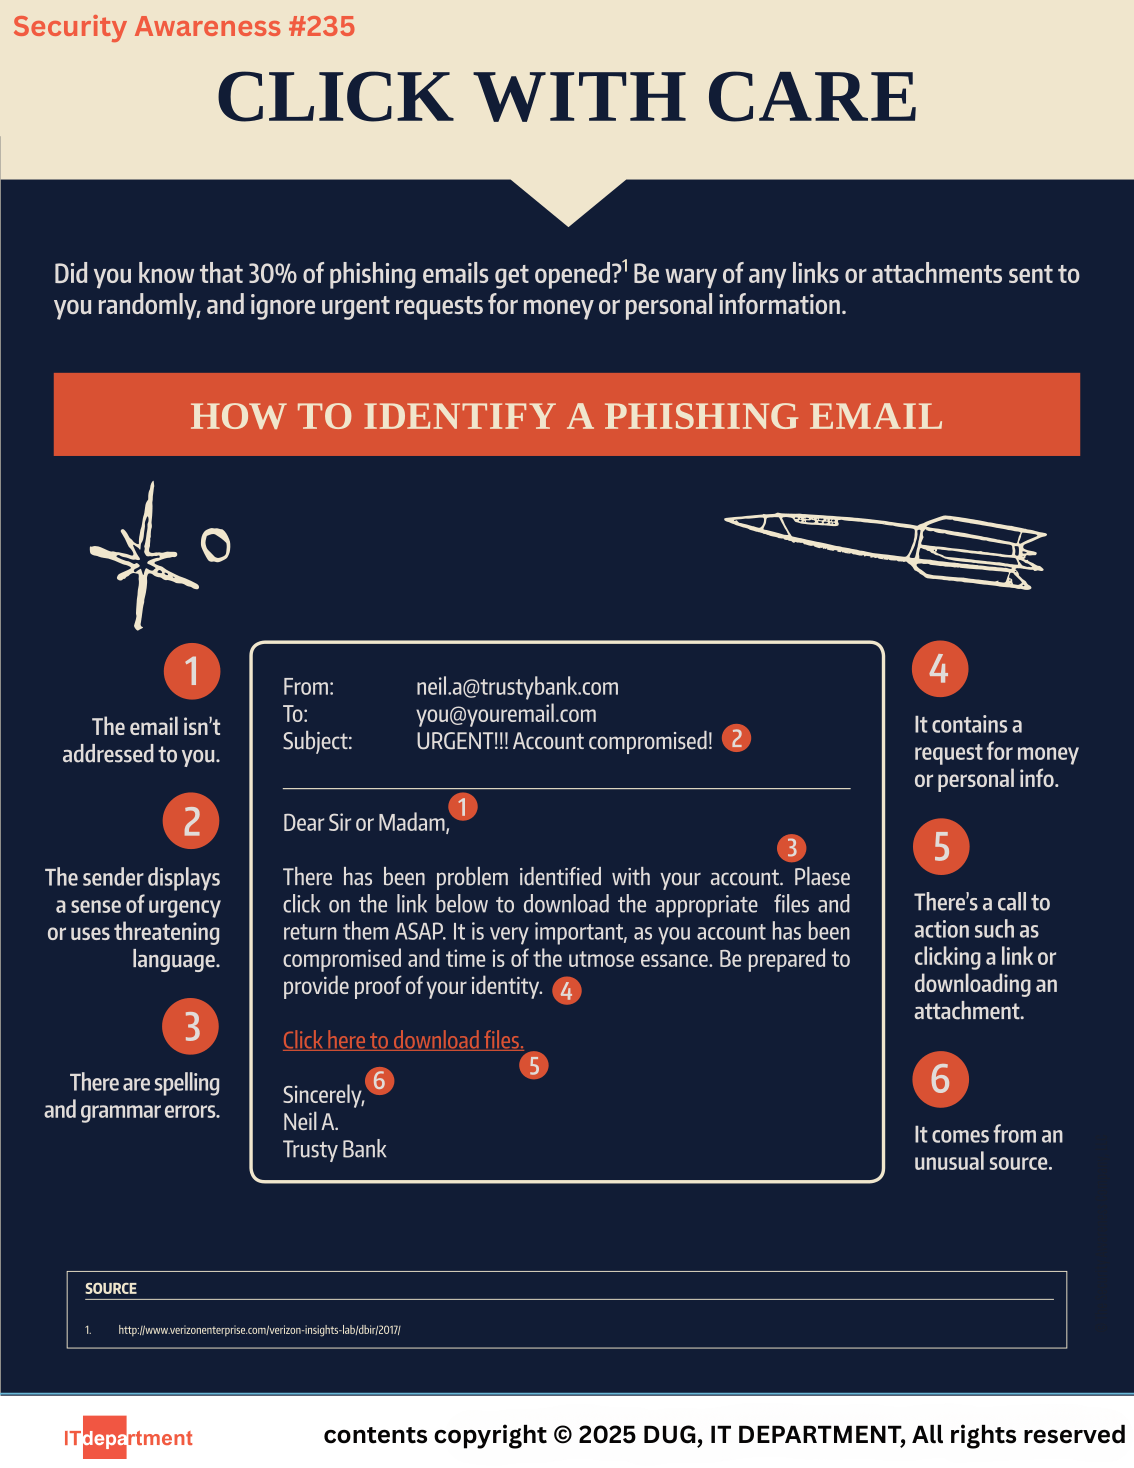 Security Awareness #235
CLICK WITH CARE
Did you know that 30% of phishing emails get opened?¹ Be wary of any links or attachments sent to
you randomly, and ignore urgent requests for money or personal information.
HOW TO IDENTIFY A PHISHING EMAIL
1
The email isn't
addressed to you.
2
The sender displays
a sense of urgency
or uses threatening
language.
3
There are spelling
and grammar errors.
From: neil.a@trustybank.com
To: you@youremail.com
Subject: URGENT!!! Account compromised! 2
Dear Sir or Madam, 1
3
There has been problem identified with your account. Plaese
click on the link below to download the appropriate files and
return them ASAP. It is very important, as you account has been
compromised and time is of the utmose essance. Be prepared to
provide proof of your identity. 4
Click here to download files.
5
Sincerely, 6
Neil A.
Trusty Bank
4
It contains a
request for money
or personal info.
5
There's a call to
action such as
clicking a link or
downloading an
attachment.
6
It comes from an
unusual source.
SOURCE
1. http://www.verizonenterprise.com/verizon-insights-lab/dbir/2017/
ITdepartment
contents copyright © 2025 DUG, IT DEPARTMENT, All rights reserved